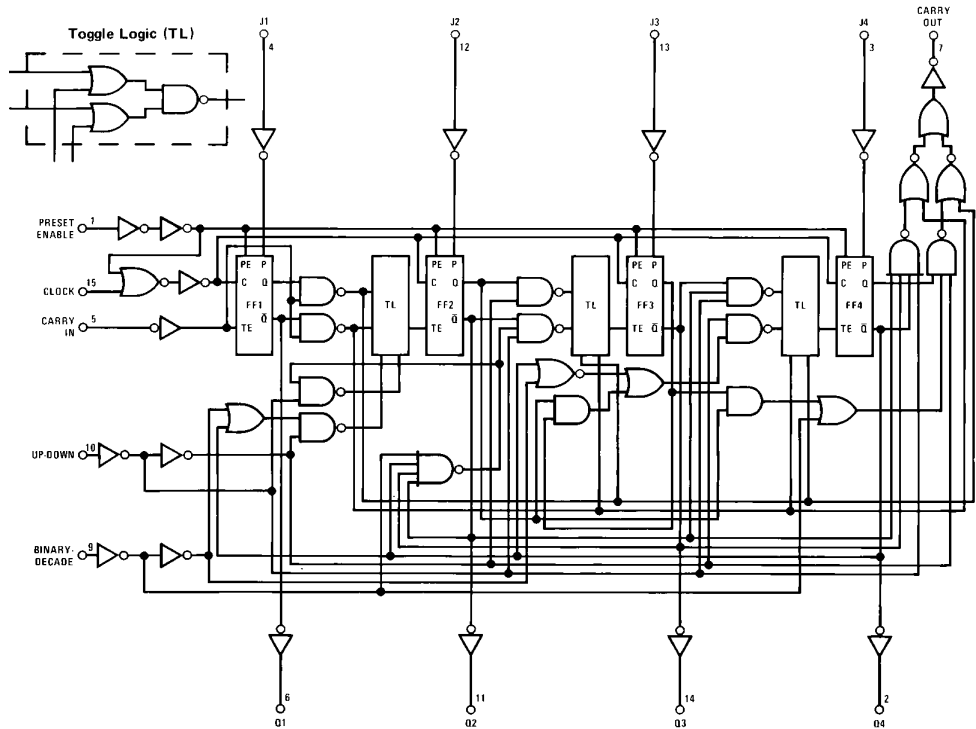 Toggle Logic (TL)
J1
4
J2
12
J3
13
J4
3
CARRY
OUT
7
PRESET
ENABLE
1
CLOCK
15
CARRY
IN
5
UP-DOWN
10
BINARY-
DECADE
9
PE P
C Q
FF1
TE Q̅
TL
PE P
C Q
FF2
TE Q̅
TL
PE P
C Q
FF3
TE Q̅
TL
PE P
C Q
FF4
TE Q̅
6
Q1
11
Q2
14
Q3
2
Q4